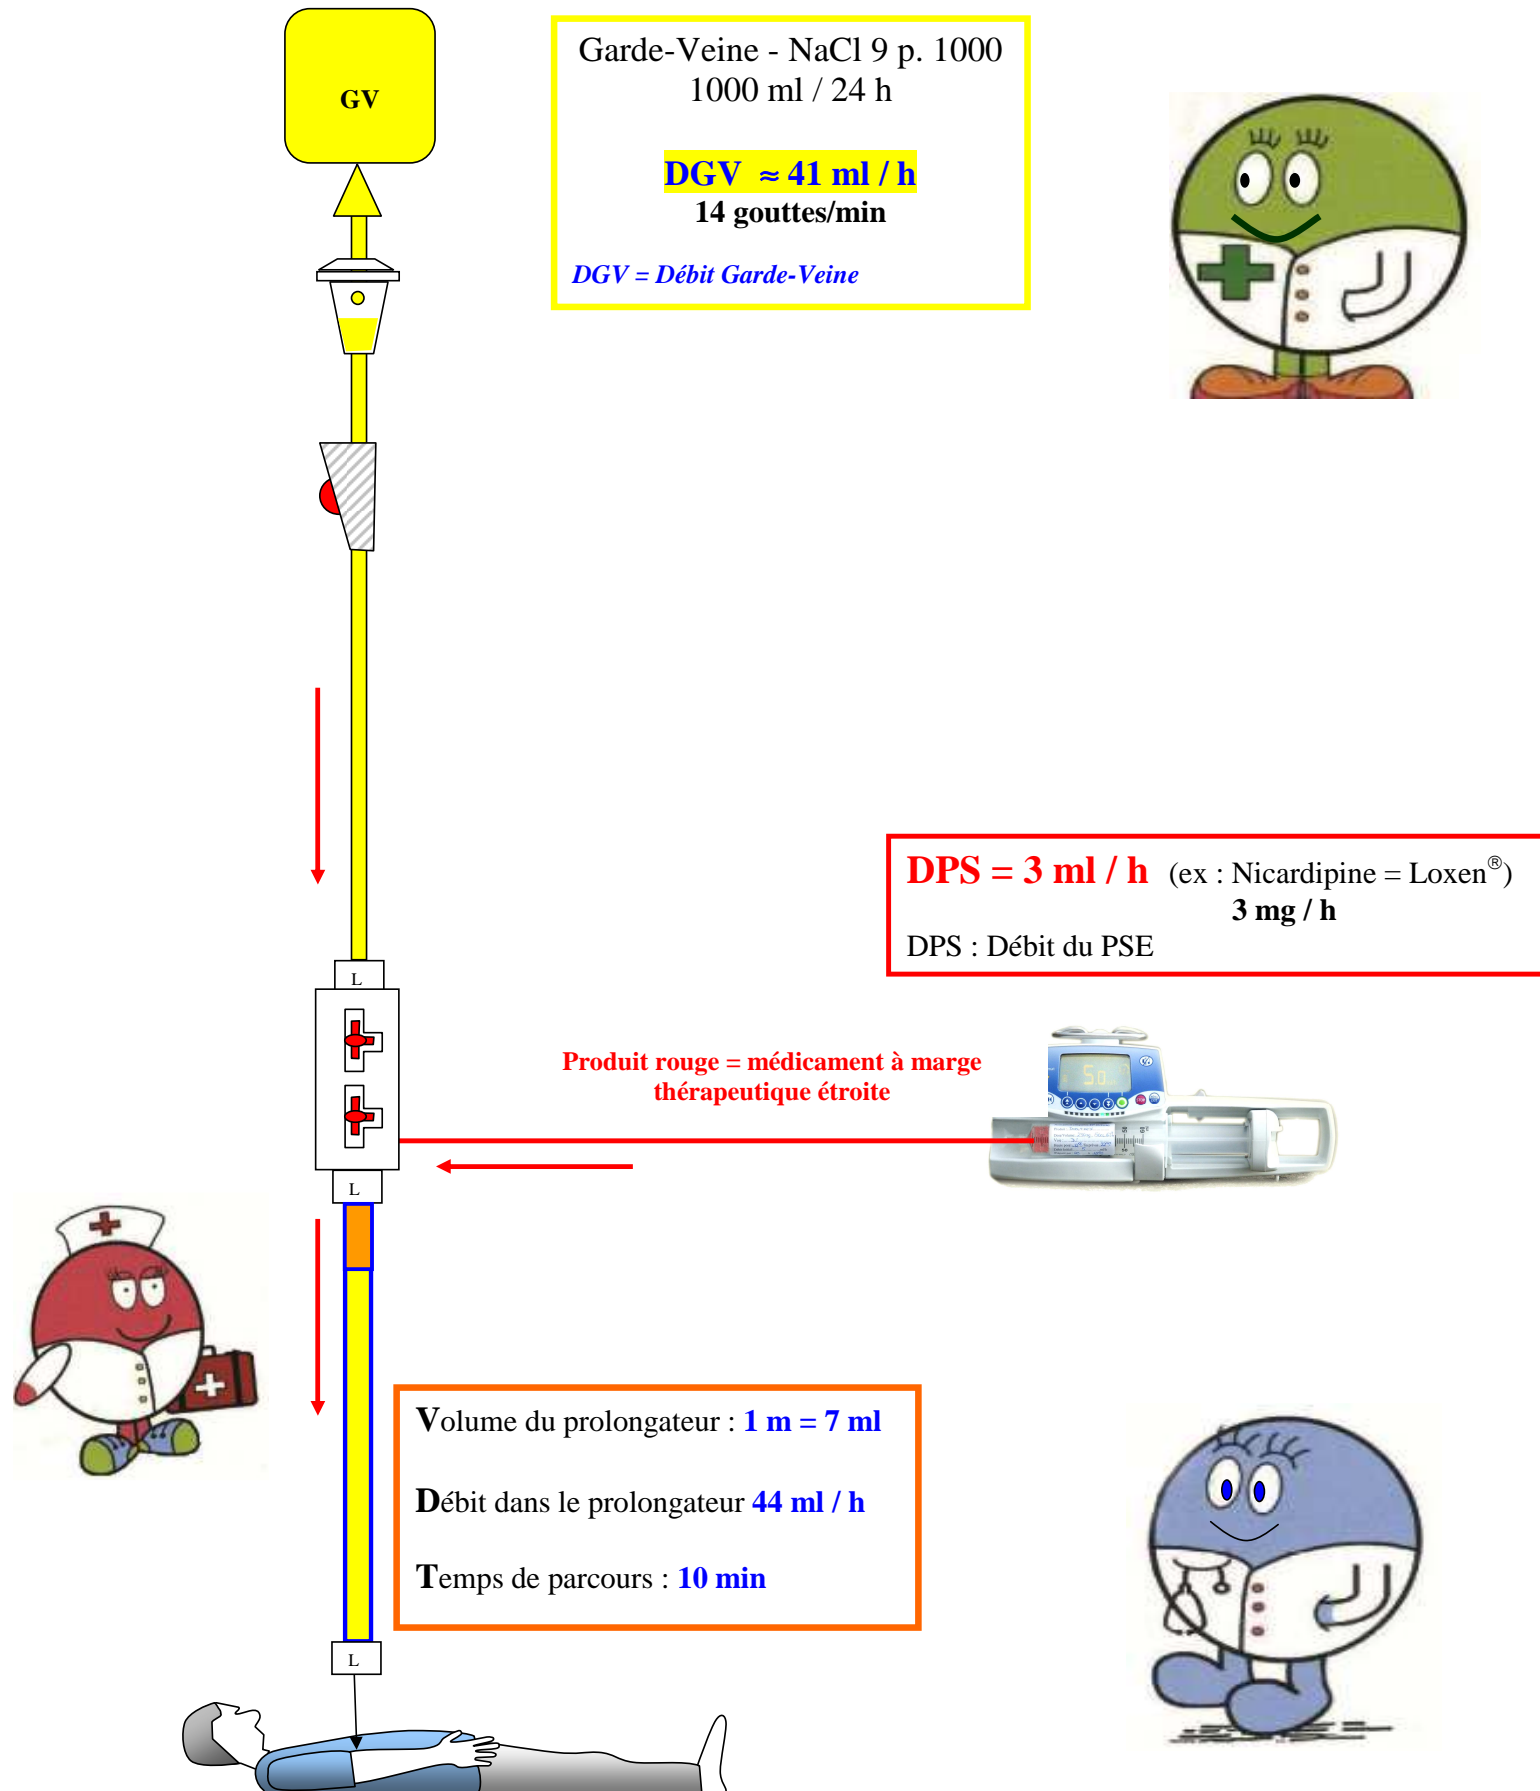 GV
Garde-Veine - NaCl 9 p. 1000
1000 ml / 24 h
DGV ≈ 41 ml / h
14 gouttes/min
DGV = Débit Garde-Veine
DPS = 3 ml / h (ex : Nicardipine = Loxen®)
3 mg / h
DPS : Débit du PSE
L
Produit rouge = médicament à marge
thérapeutique étroite
L
Volume du prolongateur : 1 m = 7 ml
Débit dans le prolongateur 44 ml / h
Temps de parcours : 10 min
L